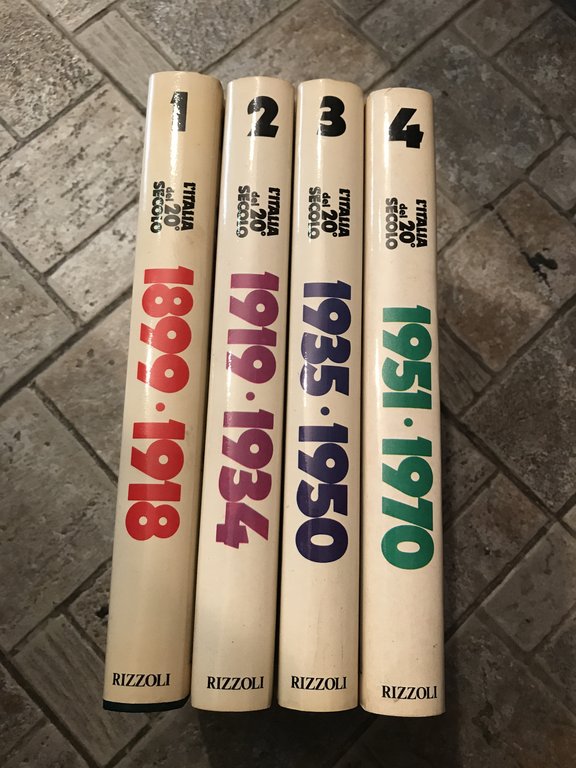 1
L'ITALIA
del 20°
SECOLO
1899·1918
RIZZOLI
2
L'ITALIA
del 20°
SECOLO
1919·1934
RIZZOLI
3
L'ITALIA
del 20°
SECOLO
1935·1950
RIZZOLI
4
L'ITALIA
del 20°
SECOLO
1951·1970
RIZZOLI